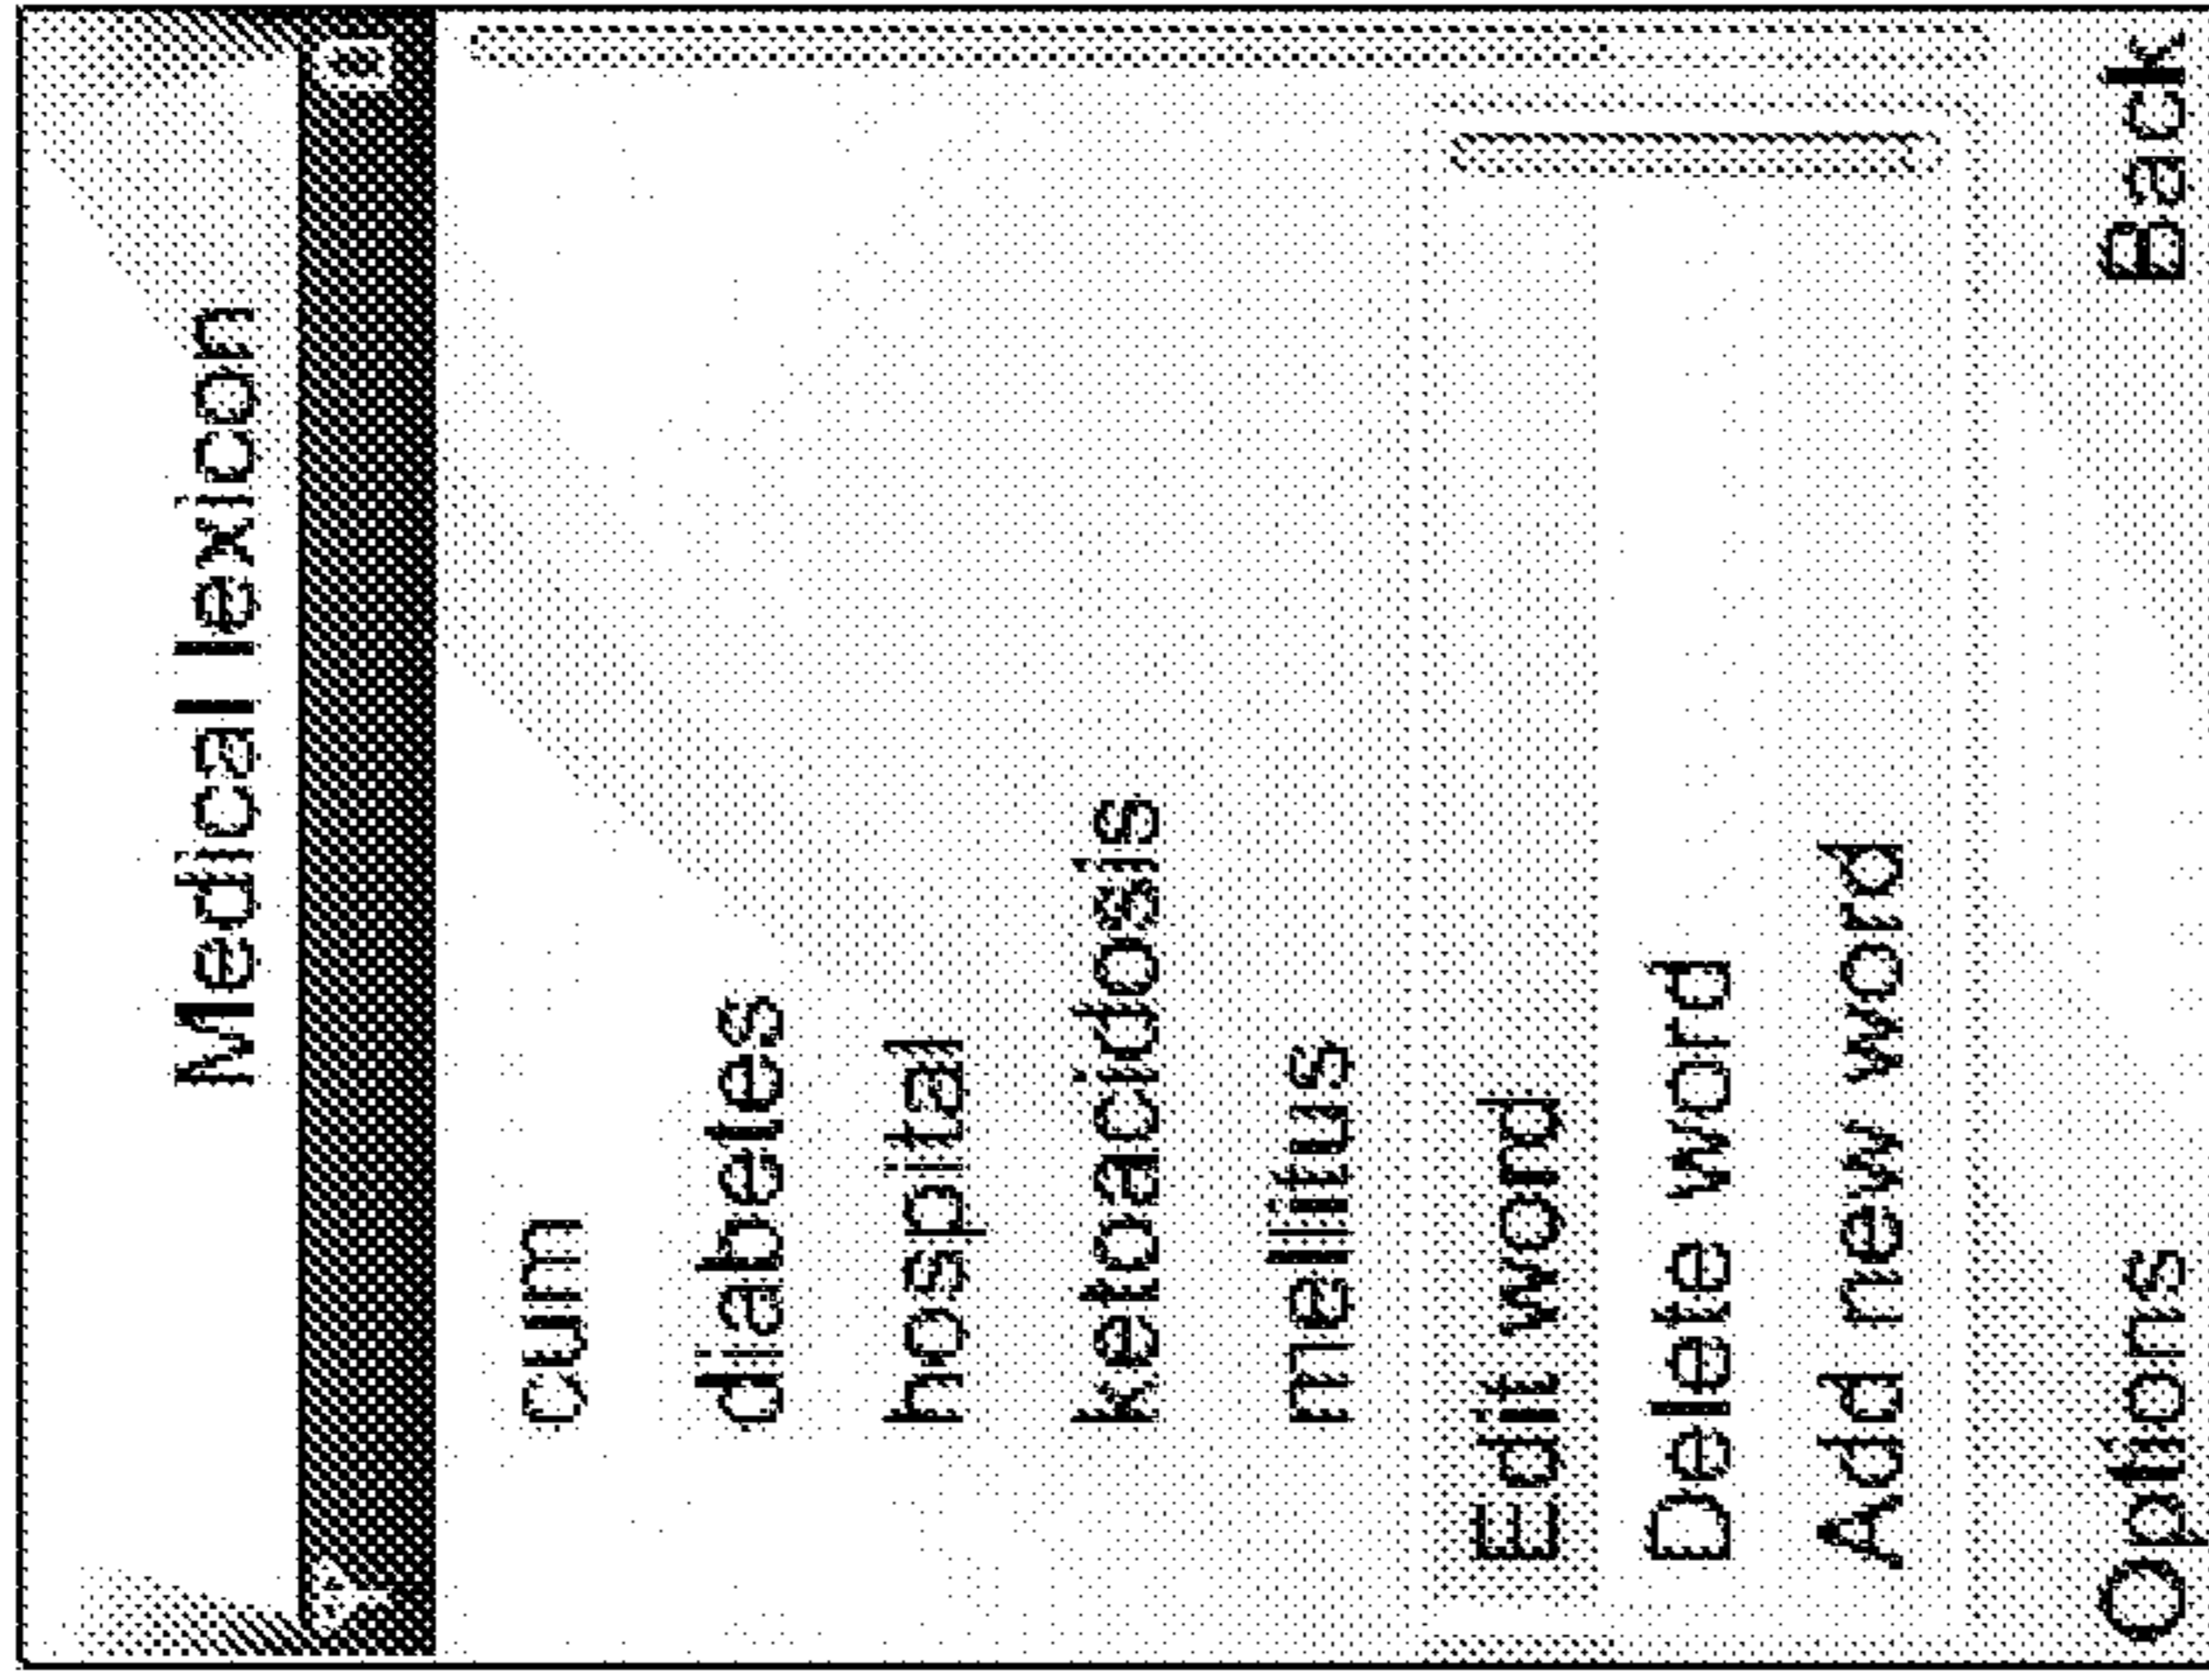 Medical lexicon
cum
diabetes
hospital
ketoacidosis
mellitus
Edit word
Delete word
Add new word
Options Back